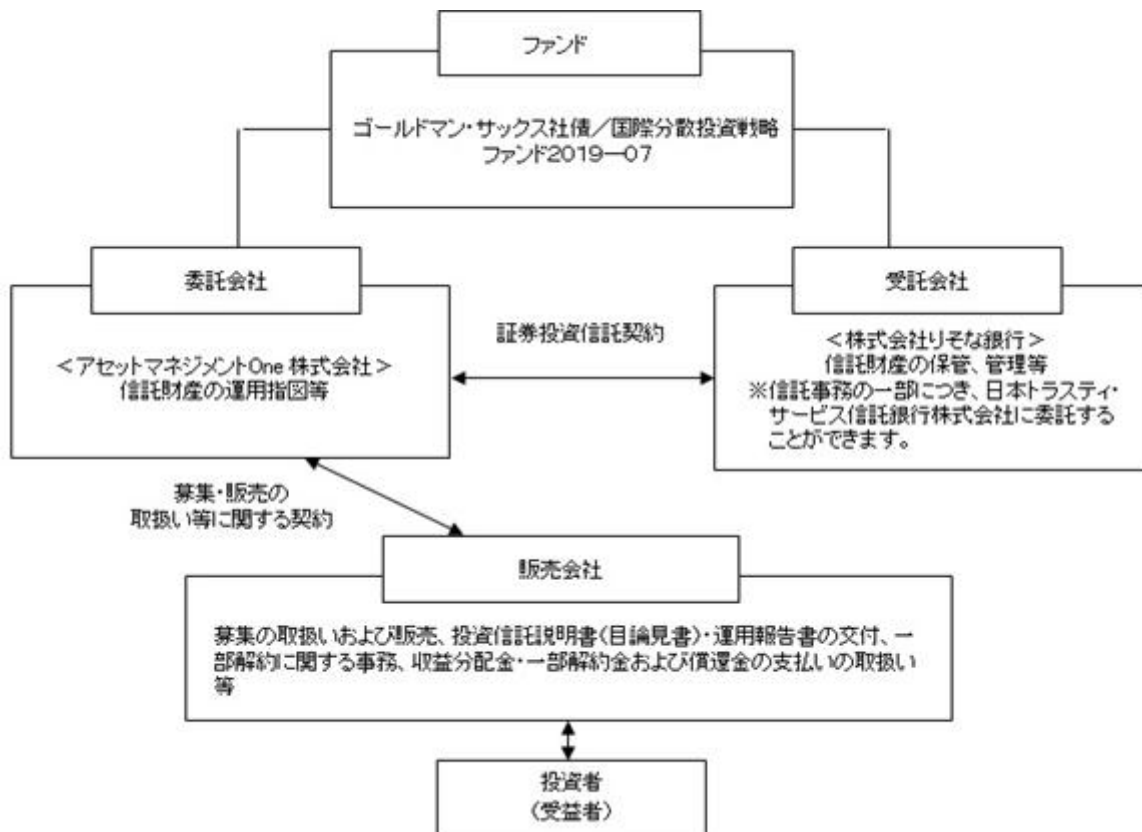 ファンド
ゴールドマン・サックス社債／国際分散投資戦略
ファンド2019―07
委託会社
＜アセットマネジメントOne 株式会社＞
信託財産の運用指図等
証券投資信託契約
受託会社
＜株式会社りそな銀行＞
信託財産の保管、管理等
※信託事務の一部につき、日本トラスティ・
サービス信託銀行株式会社に委託する
ことができます。
募集・販売の
取扱い等に関する契約
販売会社
募集の取扱いおよび販売、投資信託説明書（目論見書）・運用報告書の交付、一
部解約に関する事務、収益分配金・一部解約金および償還金の支払いの取扱い
等
投資者
（受益者）